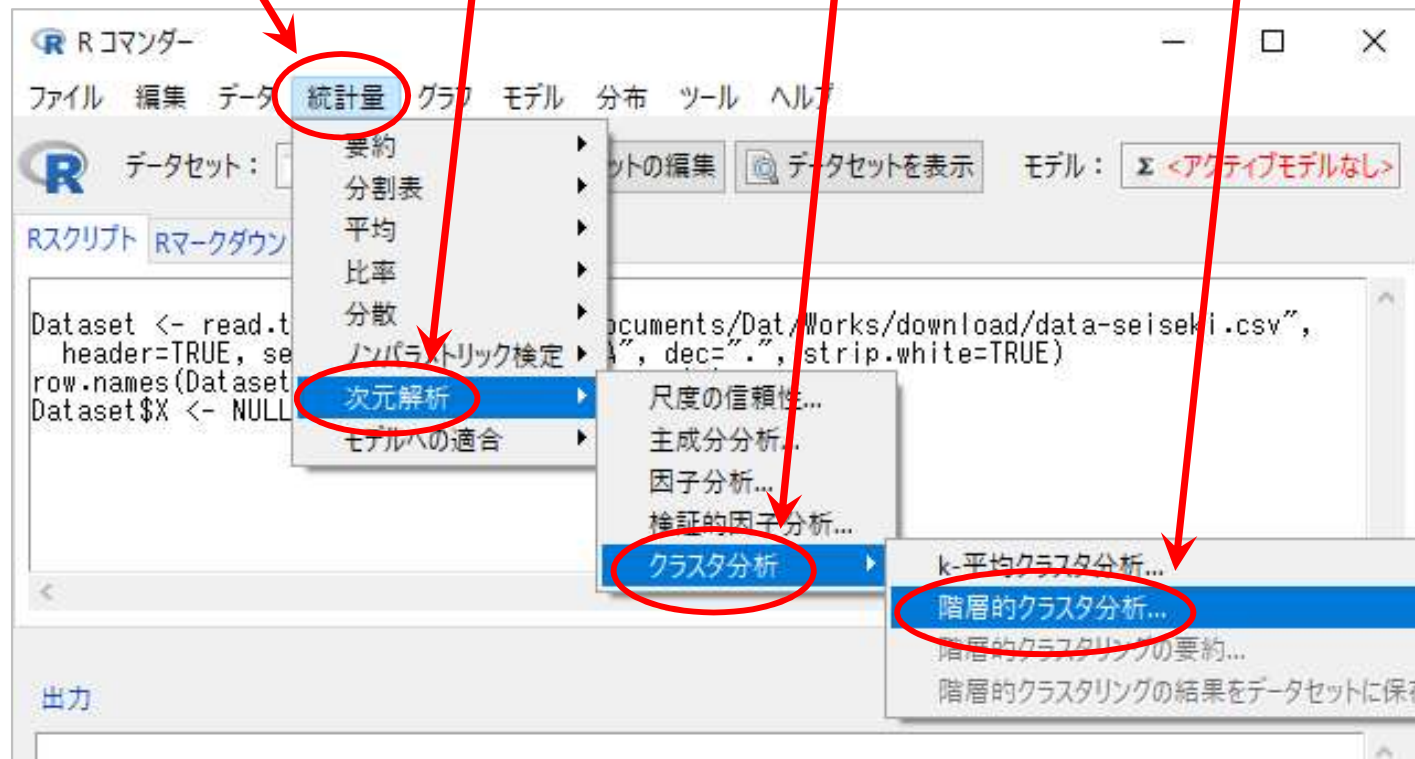 R コマンダー
ファイル 編集 データ 統計量 グラフ モデル 分布 ツール ヘルプ
データセット： ットの編集 データセットを表示 モデル： Σ <アクティブモデルなし>
Rスクリプト Rマークダウン
Dataset <- read.t ocuments/Dat/Works/download/data-seiseki.csv",
header=TRUE, se A", dec=".", strip.white=TRUE)
row.names(Dataset
Dataset$X <- NULL
要約
分割表
平均
比率
分散
ノンパラメトリック検定
次元解析
モデルへの適合
尺度の信頼性...
主成分分析...
因子分析...
検証的因子分析...
クラスタ分析
k-平均クラスタ分析...
階層的クラスタ分析...
階層的クラスタリングの要約...
階層的クラスタリングの結果をデータセットに保
出力